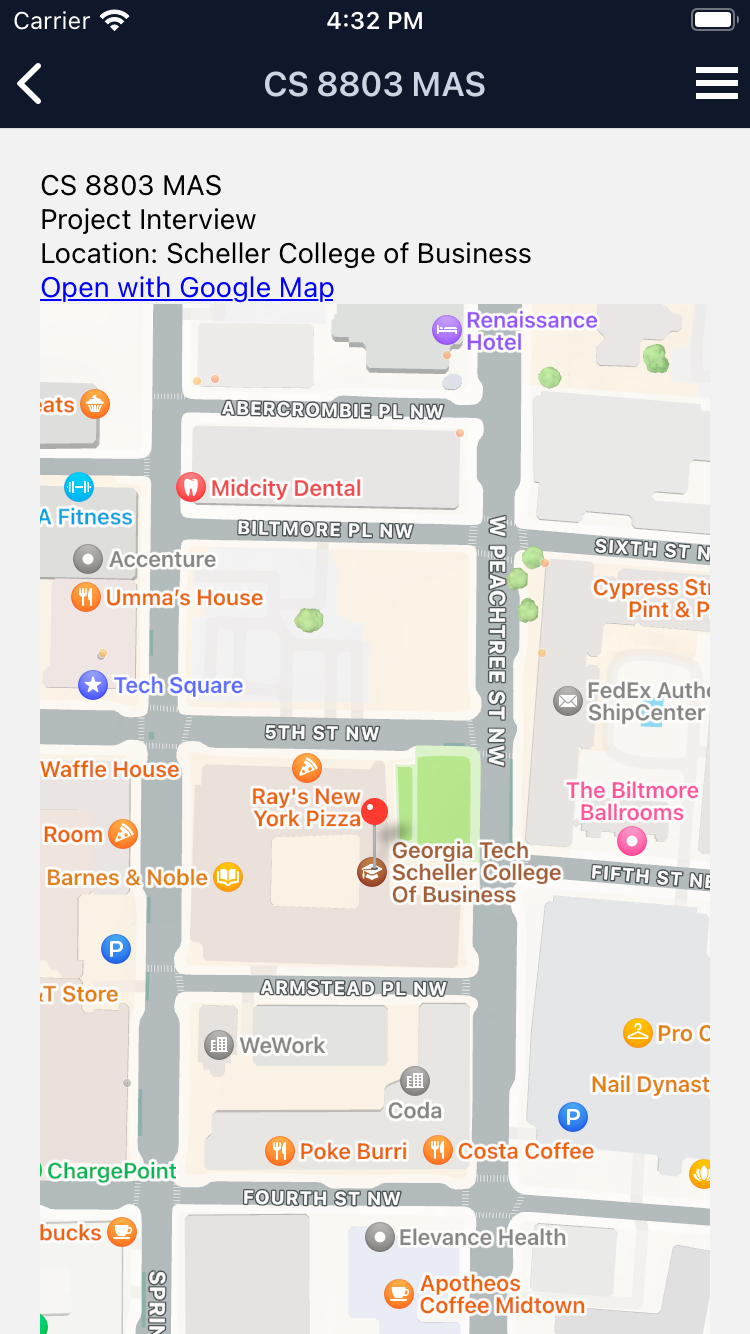 Carrier
4:32 PM
CS 8803 MAS
CS 8803 MAS
Project Interview
Location: Scheller College of Business
Open with Google Map
Renaissance
Hotel
eats
ABERCROMBIE PL NW
Midcity Dental
A Fitness
BILTMORE PL NW
W PEACHTREE ST NW
SIXTH ST N
Accenture
Umma's House
Cypress Str
Pint & P
Tech Square
FedEx Autho
ShipCenter
5TH ST NW
Waffle House
Ray's New
York Pizza
The Biltmore
Ballrooms
Room
Georgia Tech
Scheller College
Of Business
Barnes & Noble
FIFTH ST NE
P
&T Store
ARMSTEAD PL NW
WeWork
Pro C
Coda
Nail Dynast
P
Poke Burri
Costa Coffee
ChargePoint
FOURTH ST NW
bucks
Elevance Health
SPRIN
Apotheos
Coffee Midtown